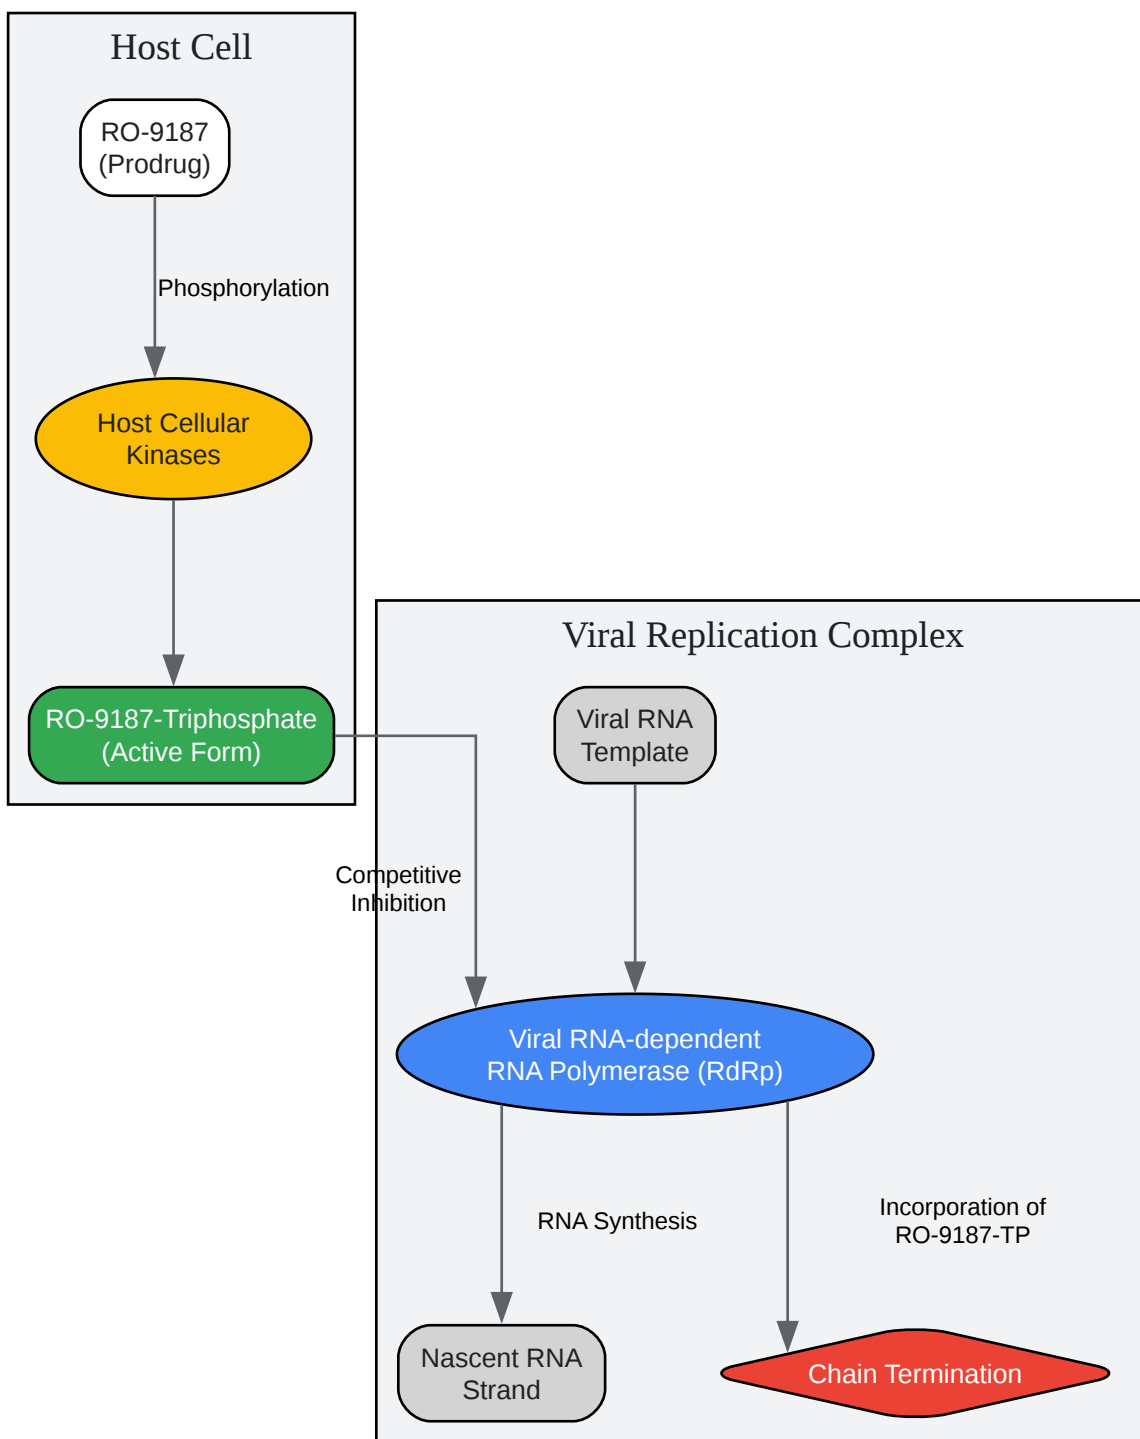 Host Cell
RO-9187
(Prodrug)
Phosphorylation
Host Cellular
Kinases
RO-9187-Triphosphate
(Active Form)
Viral Replication Complex
Viral RNA
Template
Competitive
Inhibition
Viral RNA-dependent
RNA Polymerase (RdRp)
RNA Synthesis
Incorporation of
RO-9187-TP
Nascent RNA
Strand
Chain Termination